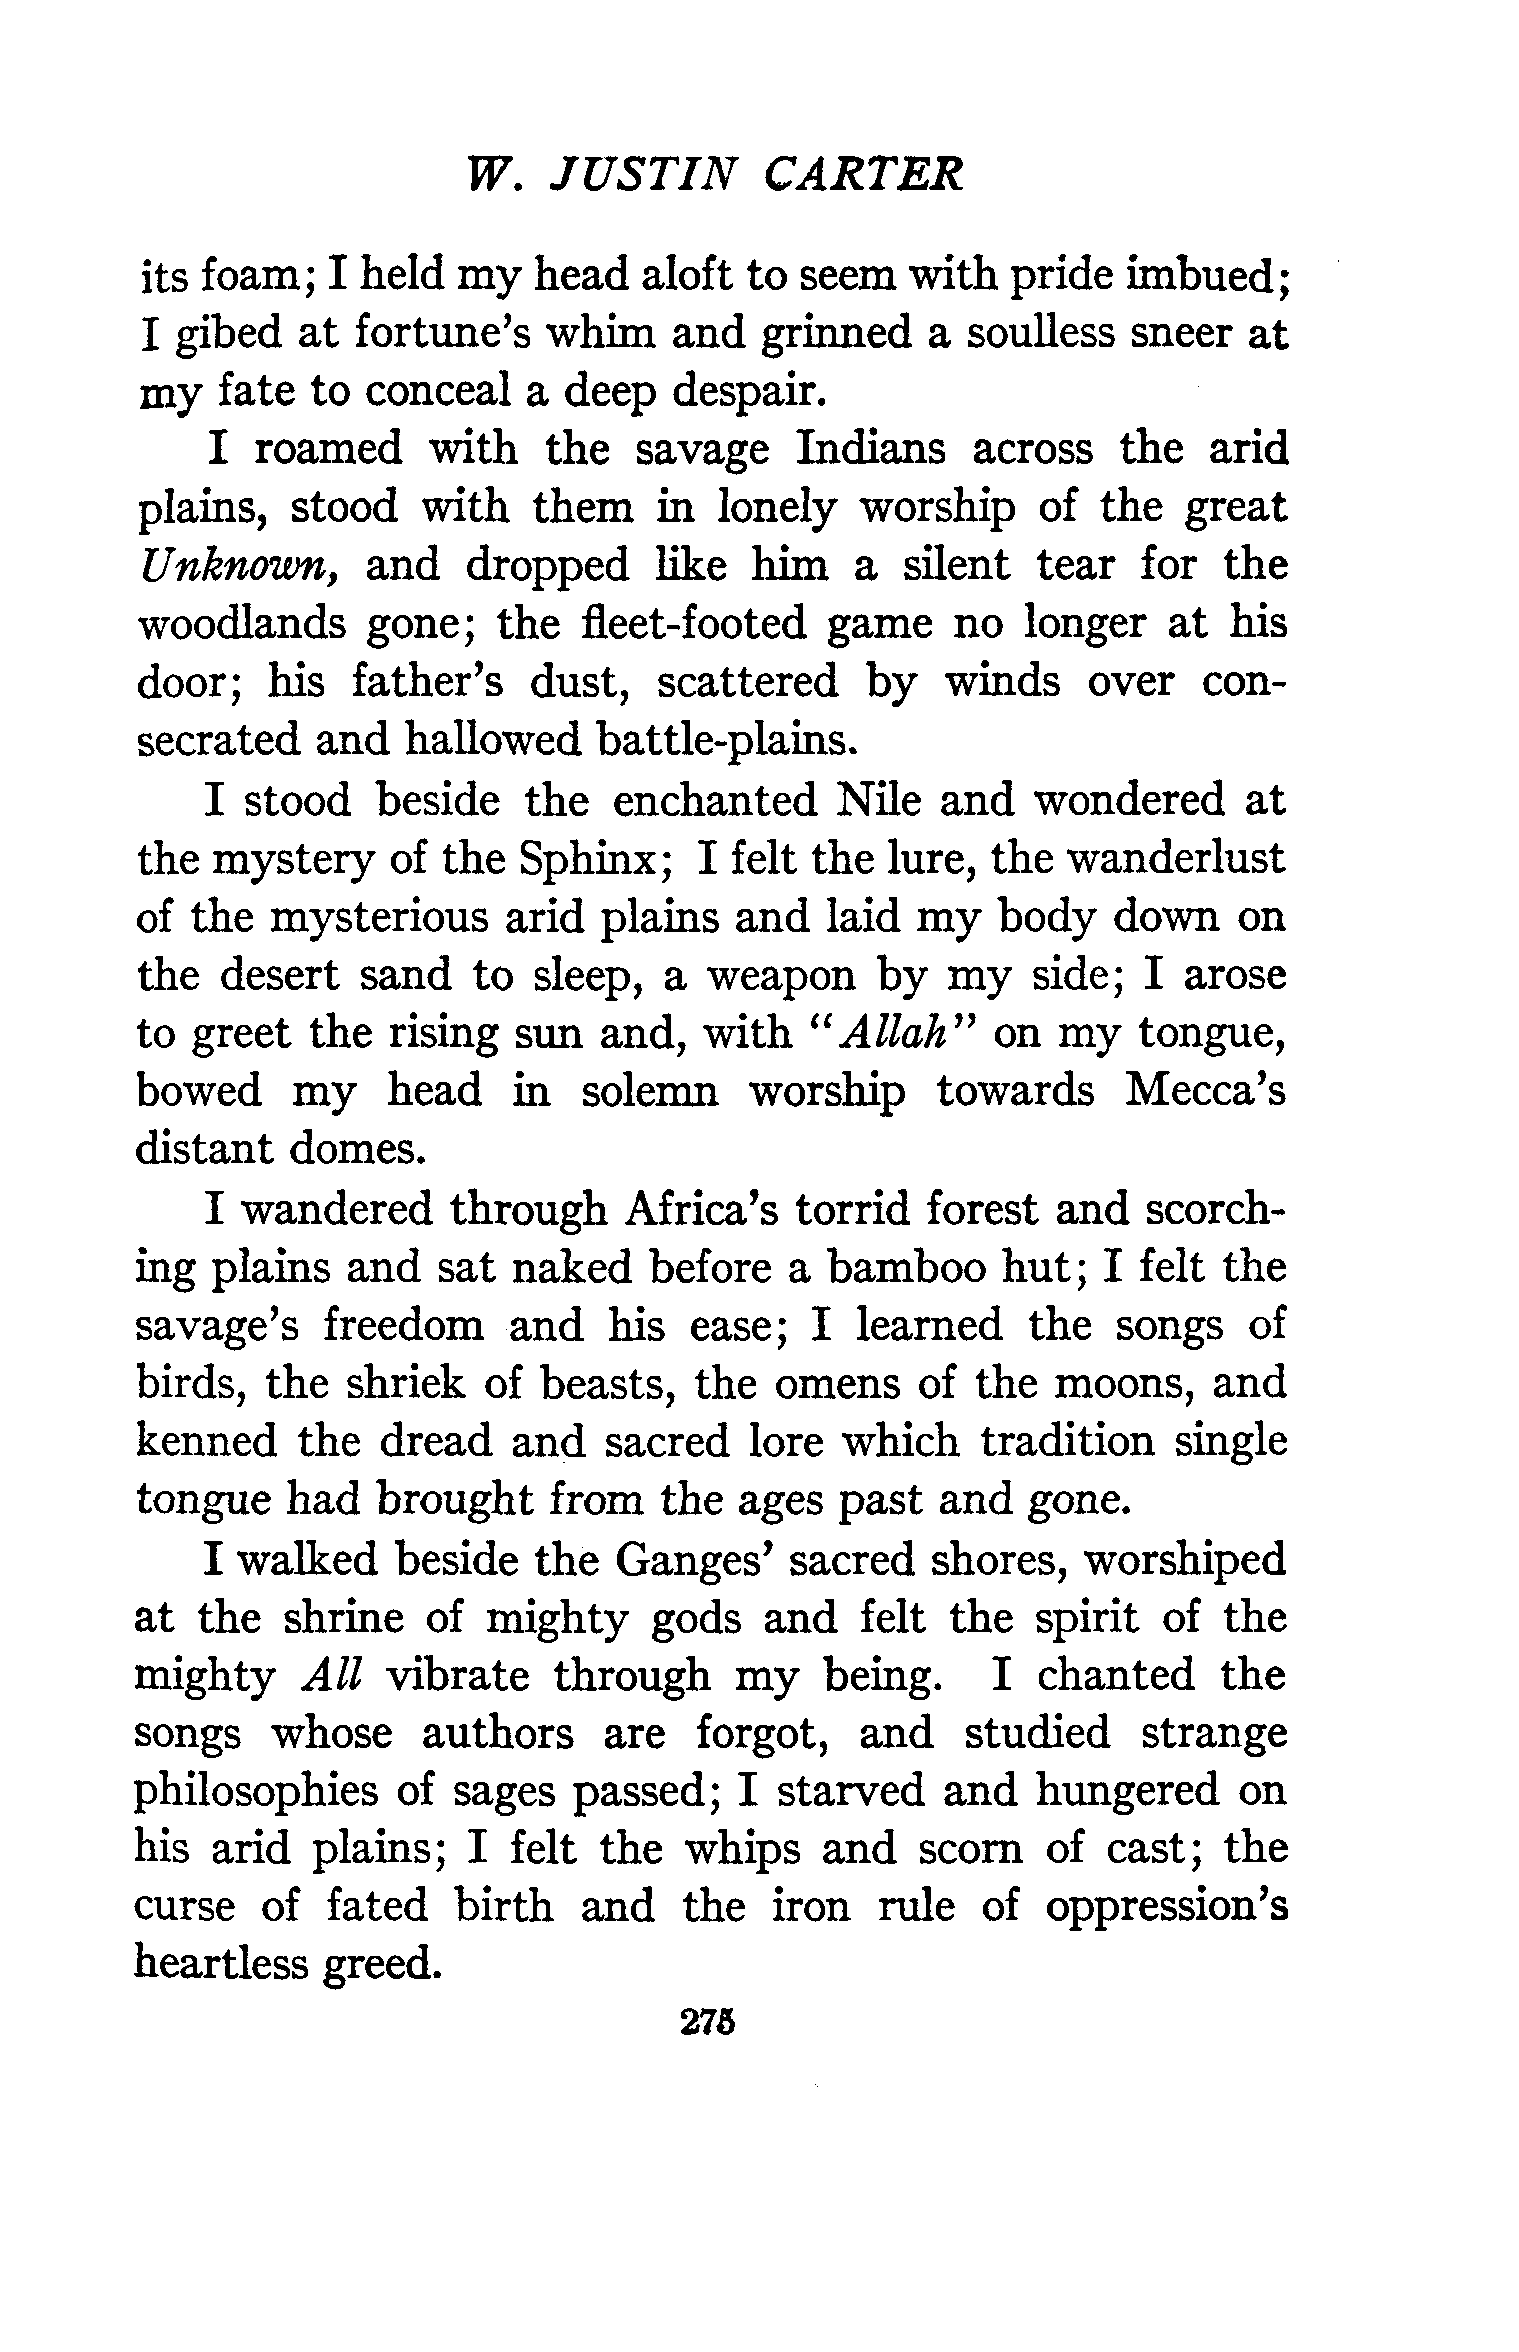 W. JUSTIN CARTER
its foam; I held my head aloft to seem with pride imbued;
I gibed at fortune's whim and grinned a soulless sneer at
my fate to conceal a deep despair.
I roamed with the savage Indians across the arid
plains, stood with them in lonely worship of the great
Unknown, and dropped like him a silent tear for the
woodlands gone; the fleet-footed game no longer at his
door; his father's dust, scattered by winds over con-
secrated and hallowed battle-plains.
I stood beside the enchanted Nile and wondered at
the mystery of the Sphinx; I felt the lure, the wanderlust
of the mysterious arid plains and laid my body down on
the desert sand to sleep, a weapon by my side; I arose
to greet the rising sun and, with "Allah" on my tongue,
bowed my head in solemn worship towards Mecca's
distant domes.
I wandered through Africa's torrid forest and scorch-
ing plains and sat naked before a bamboo hut; I felt the
savage's freedom and his ease; I learned the songs of
birds, the shriek of beasts, the omens of the moons, and
kenned the dread and sacred lore which tradition single
tongue had brought from the ages past and gone.
I walked beside the Ganges' sacred shores, worshiped
at the shrine of mighty gods and felt the spirit of the
mighty All vibrate through my being. I chanted the
songs whose authors are forgot, and studied strange
philosophies of sages passed; I starved and hungered on
his arid plains; I felt the whips and scorn of cast; the
curse of fated birth and the iron rule of oppression's
heartless greed.
275